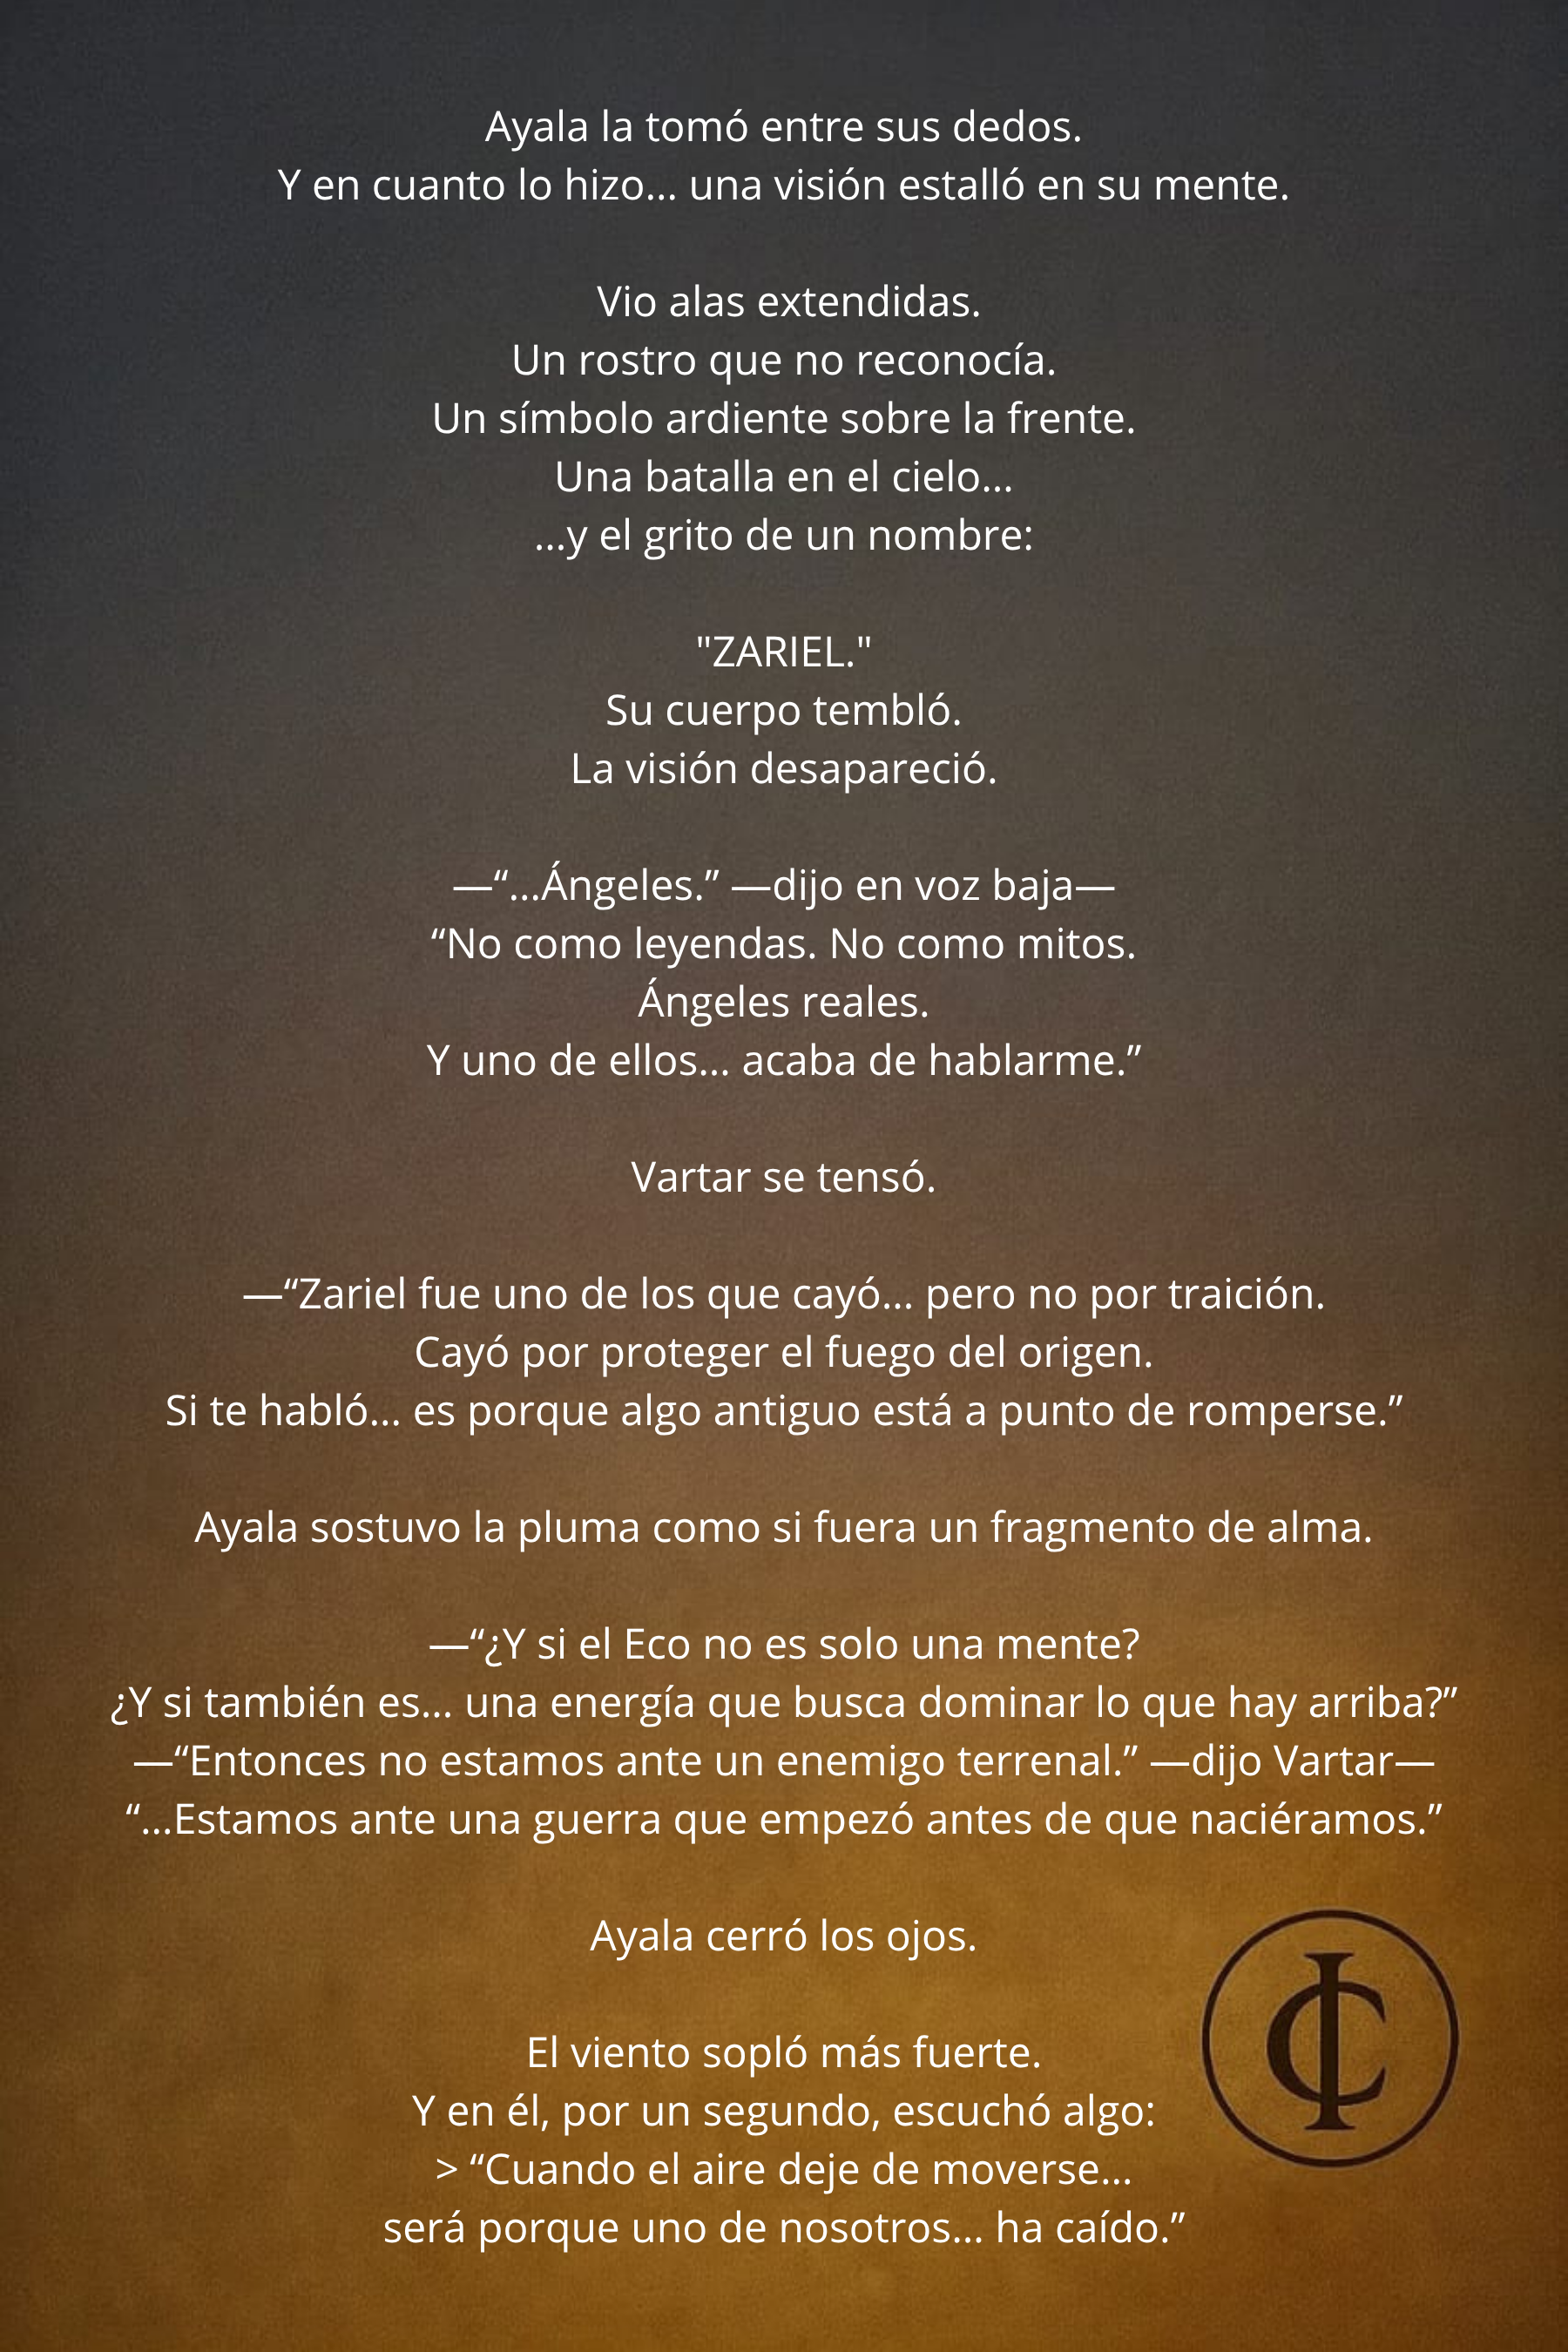 Ayala la tomó entre sus dedos.
Y en cuanto lo hizo... una visión estalló en su mente.
Vio alas extendidas.
Un rostro que no reconocía.
Un símbolo ardiente sobre la frente.
Una batalla en el cielo...
...y el grito de un nombre:
"ZARIEL."
Su cuerpo tembló.
La visión desapareció.
—“...Ángeles.” —dijo en voz baja—
“No como leyendas. No como mitos.
Ángeles reales.
Y uno de ellos... acaba de hablarme.”
Vartar se tensó.
—“Zariel fue uno de los que cayó... pero no por traición.
Cayó por proteger el fuego del origen.
Si te habló... es porque algo antiguo está a punto de romperse.”
Ayala sostuvo la pluma como si fuera un fragmento de alma.
—“¿Y si el Eco no es solo una mente?
¿Y si también es... una energía que busca dominar lo que hay arriba?”
—“Entonces no estamos ante un enemigo terrenal.” —dijo Vartar—
“...Estamos ante una guerra que empezó antes de que naciéramos.”
Ayala cerró los ojos.
El viento sopló más fuerte.
Y en él, por un segundo, escuchó algo:
> “Cuando el aire deje de moverse...
será porque uno de nosotros... ha caído.”